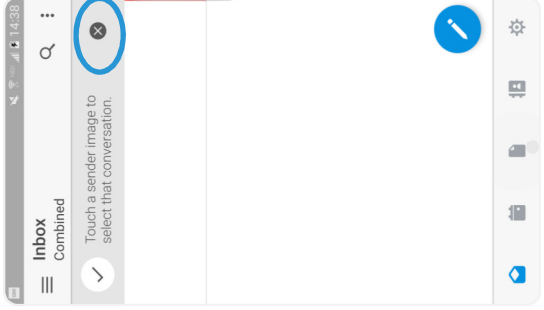 14:38
Inbox
Combined
Touch a sender image to
select that conversation.